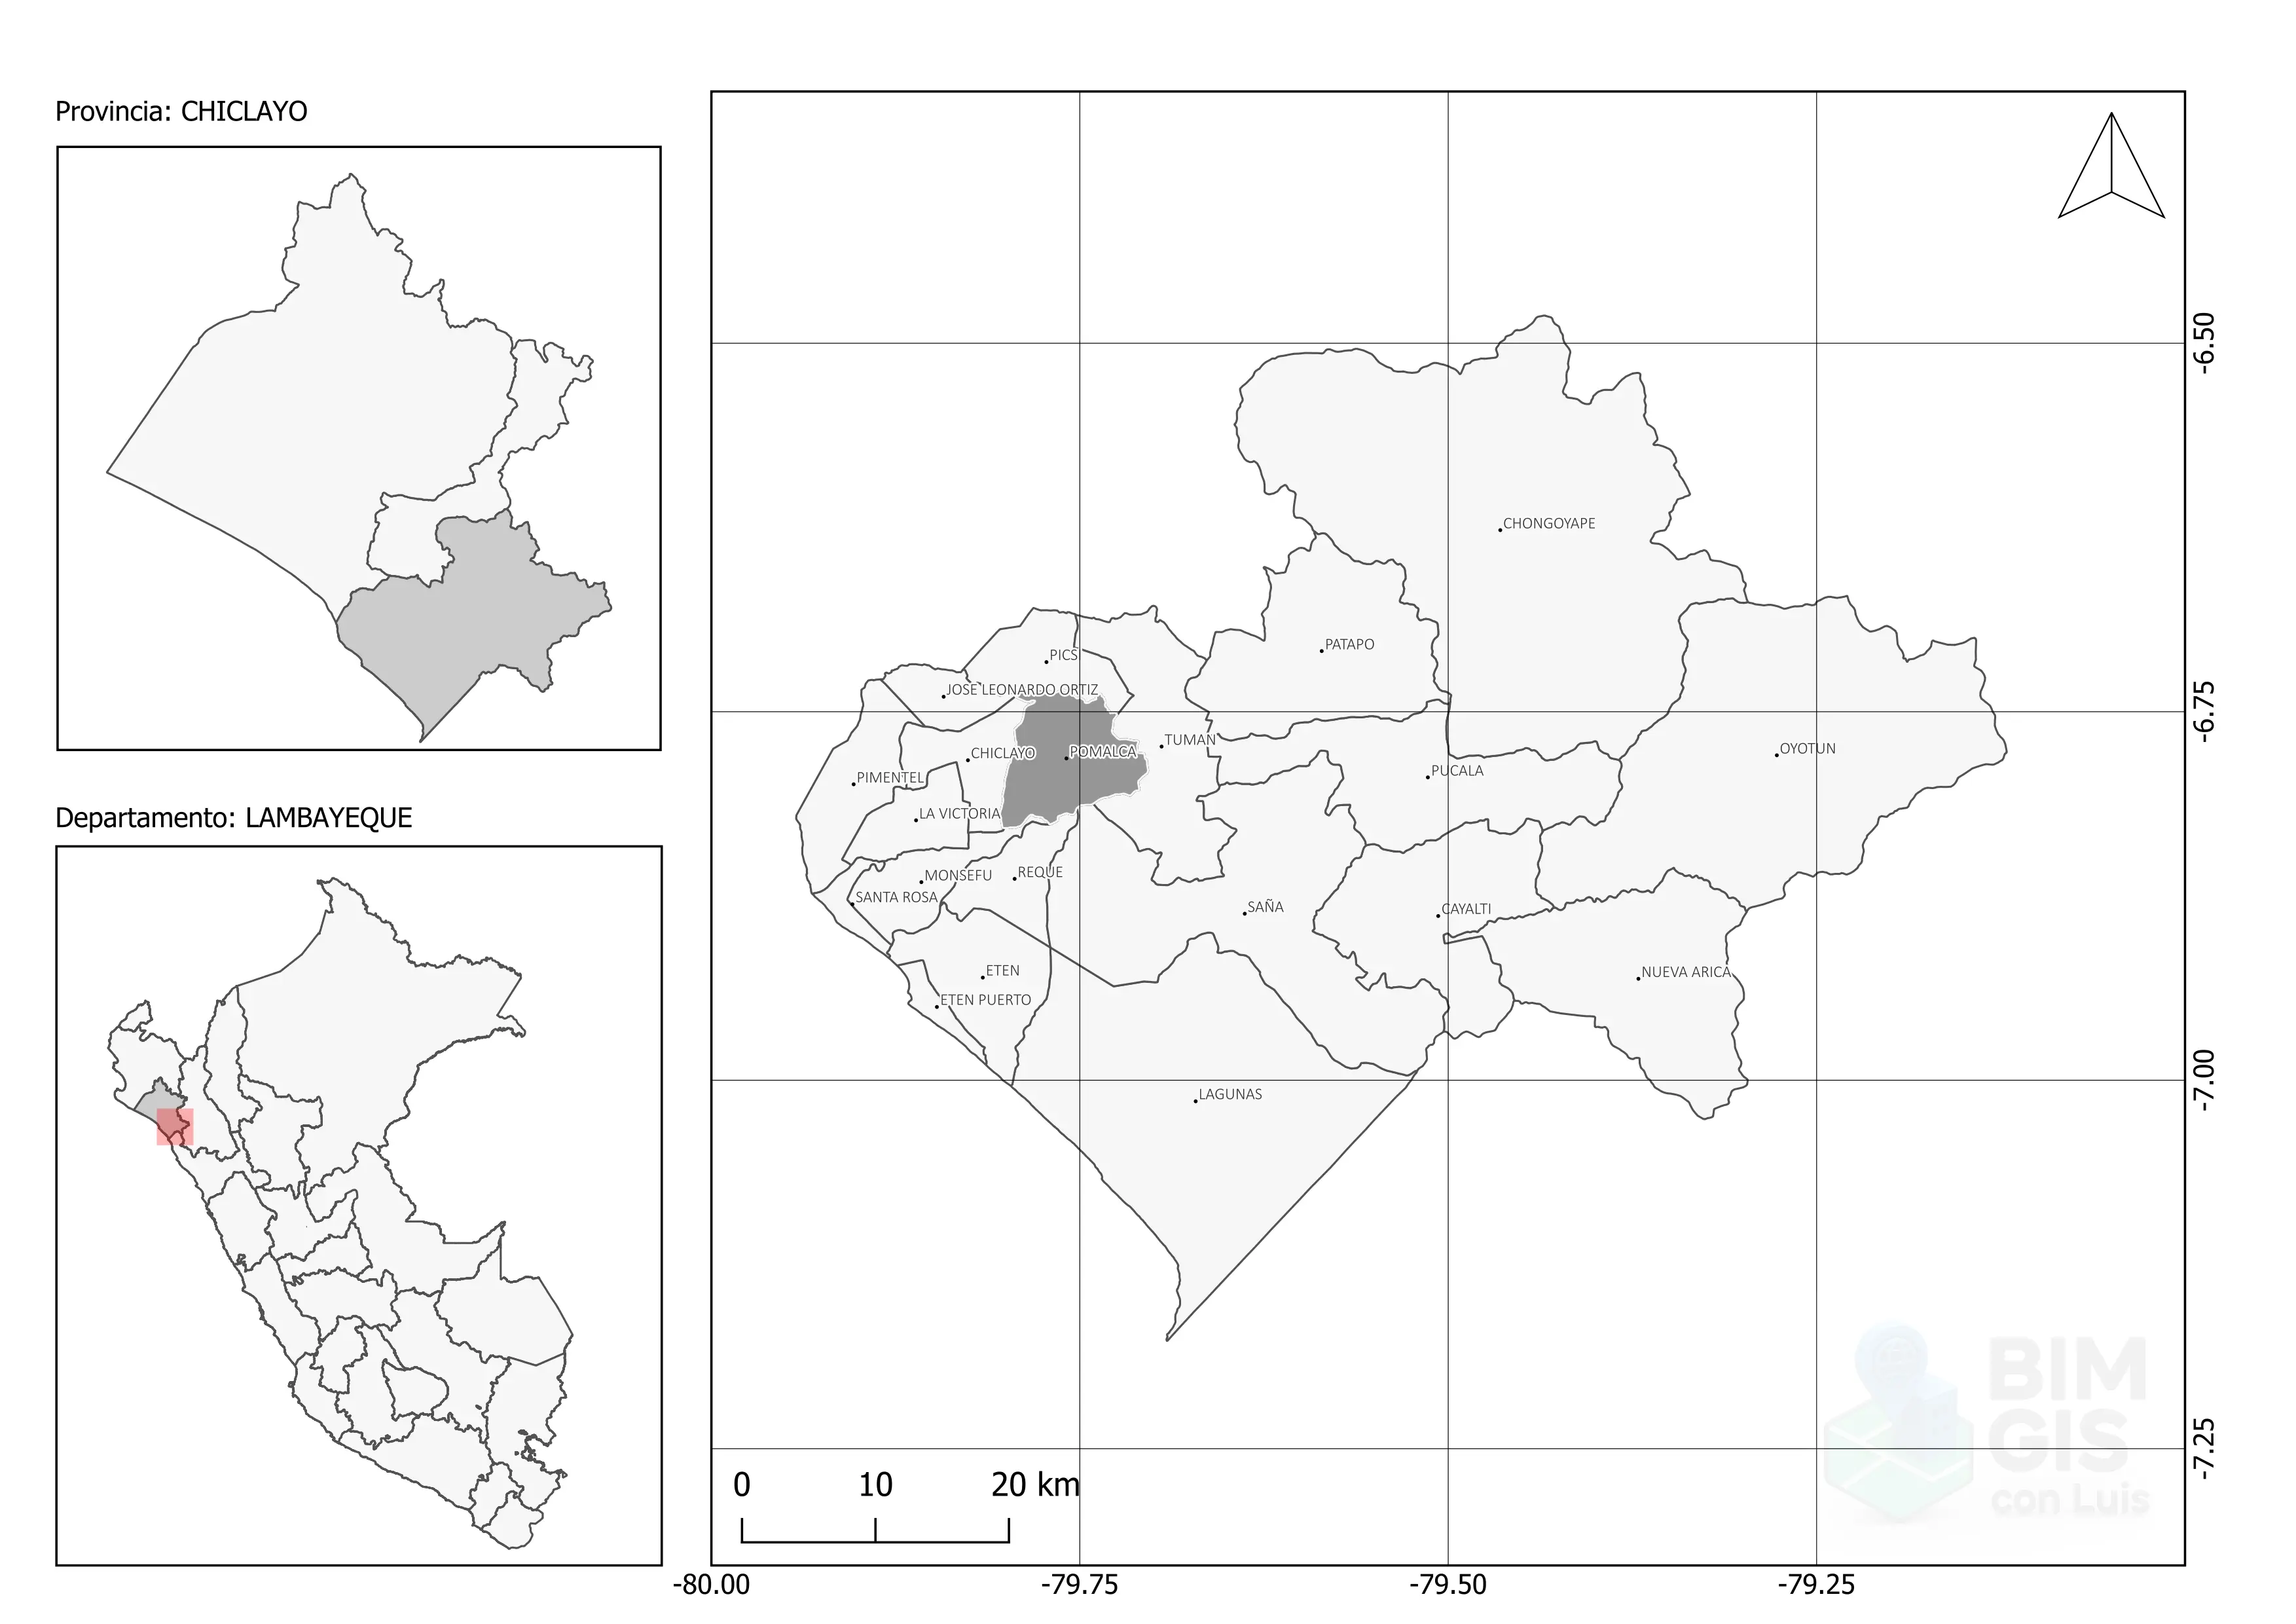 Provincia: CHICLAYO
Departamento: LAMBAYEQUE
CHONGOYAPE
PATAPO
PICSI
JOSE LEONARDO ORTIZ
TUMAN
POMALCA
CHICLAYO
OYOTUN
PUCALA
PIMENTEL
LA VICTORIA
REQUE
MONSEFU
SANTA ROSA
SAÑA
CAYALTI
NUEVA ARICA
ETEN
ETEN PUERTO
LAGUNAS
-6.50
-6.75
-7.00
-7.25
0 10 20 km
-80.00 -79.75 -79.50 -79.25
BIM
GIS
con Luis